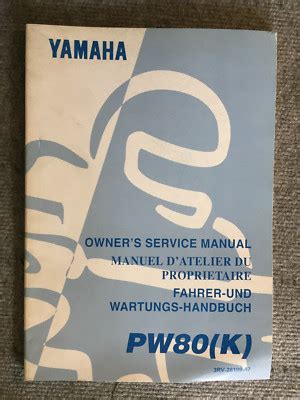 YAMAHA
OWNER'S SERVICE MANUAL
MANUEL D'ATELIER DU
PROPRIETAIRE
FAHRER-UND
WARTUNGS-HANDBUCH
PW80(K)